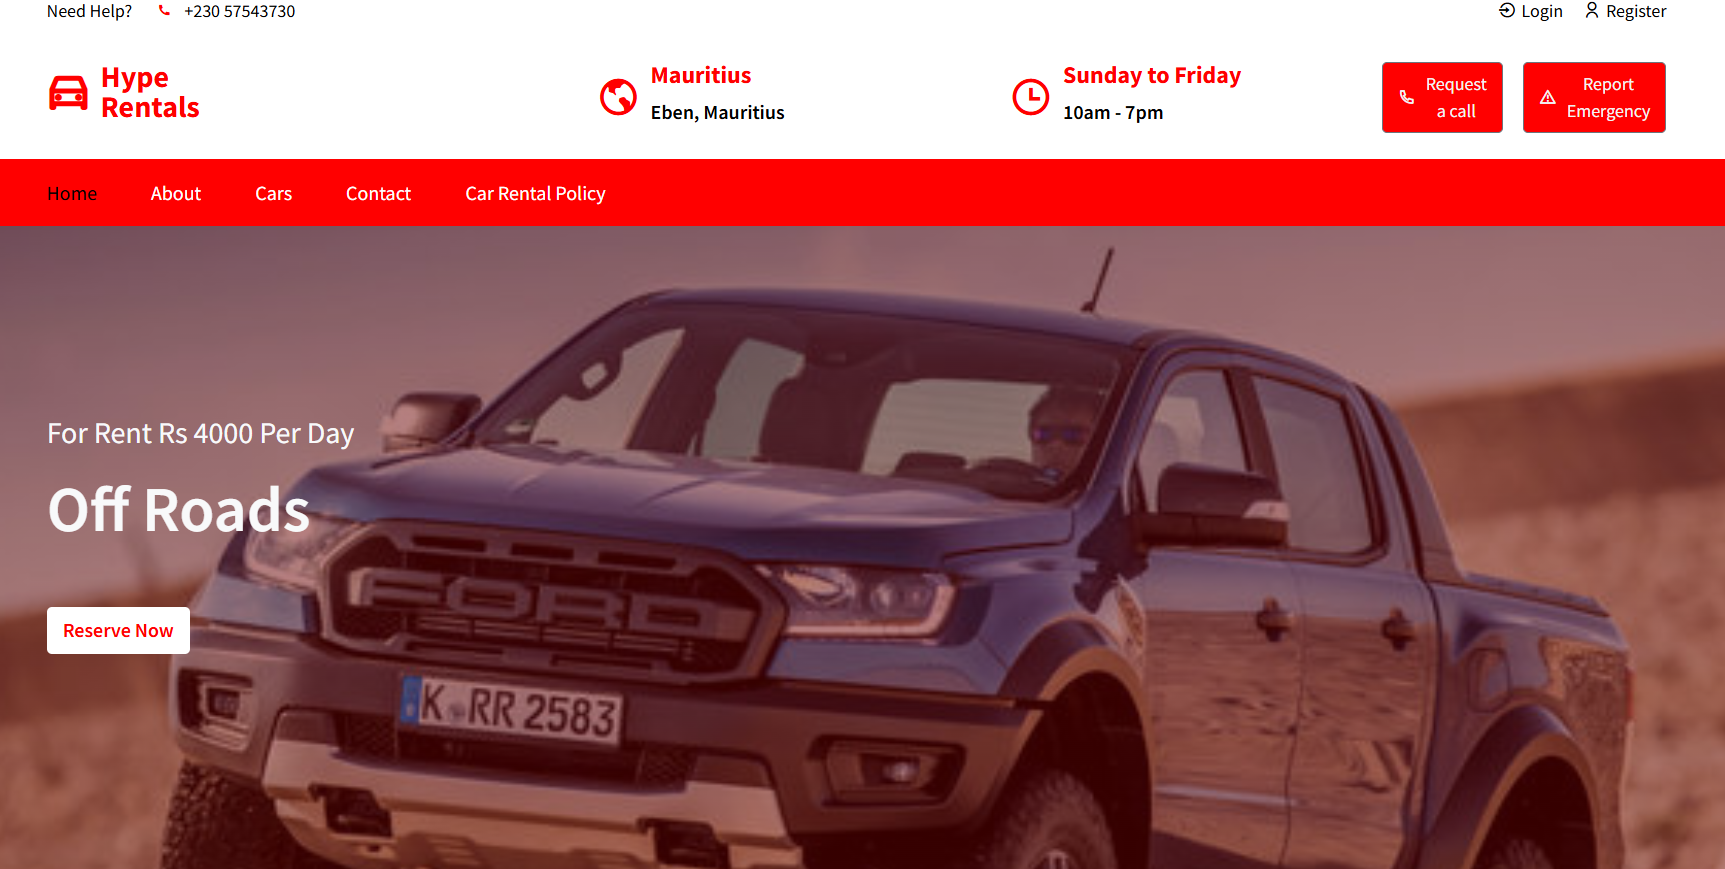 Need Help? +230 57543730
Login Register
Hype
Rentals
Mauritius
Eben, Mauritius
Sunday to Friday
10am - 7pm
Request
a call
Report
Emergency
Home About Cars Contact Car Rental Policy
For Rent Rs 4000 Per Day
Off Roads
Reserve Now
FORD
K RR 2583